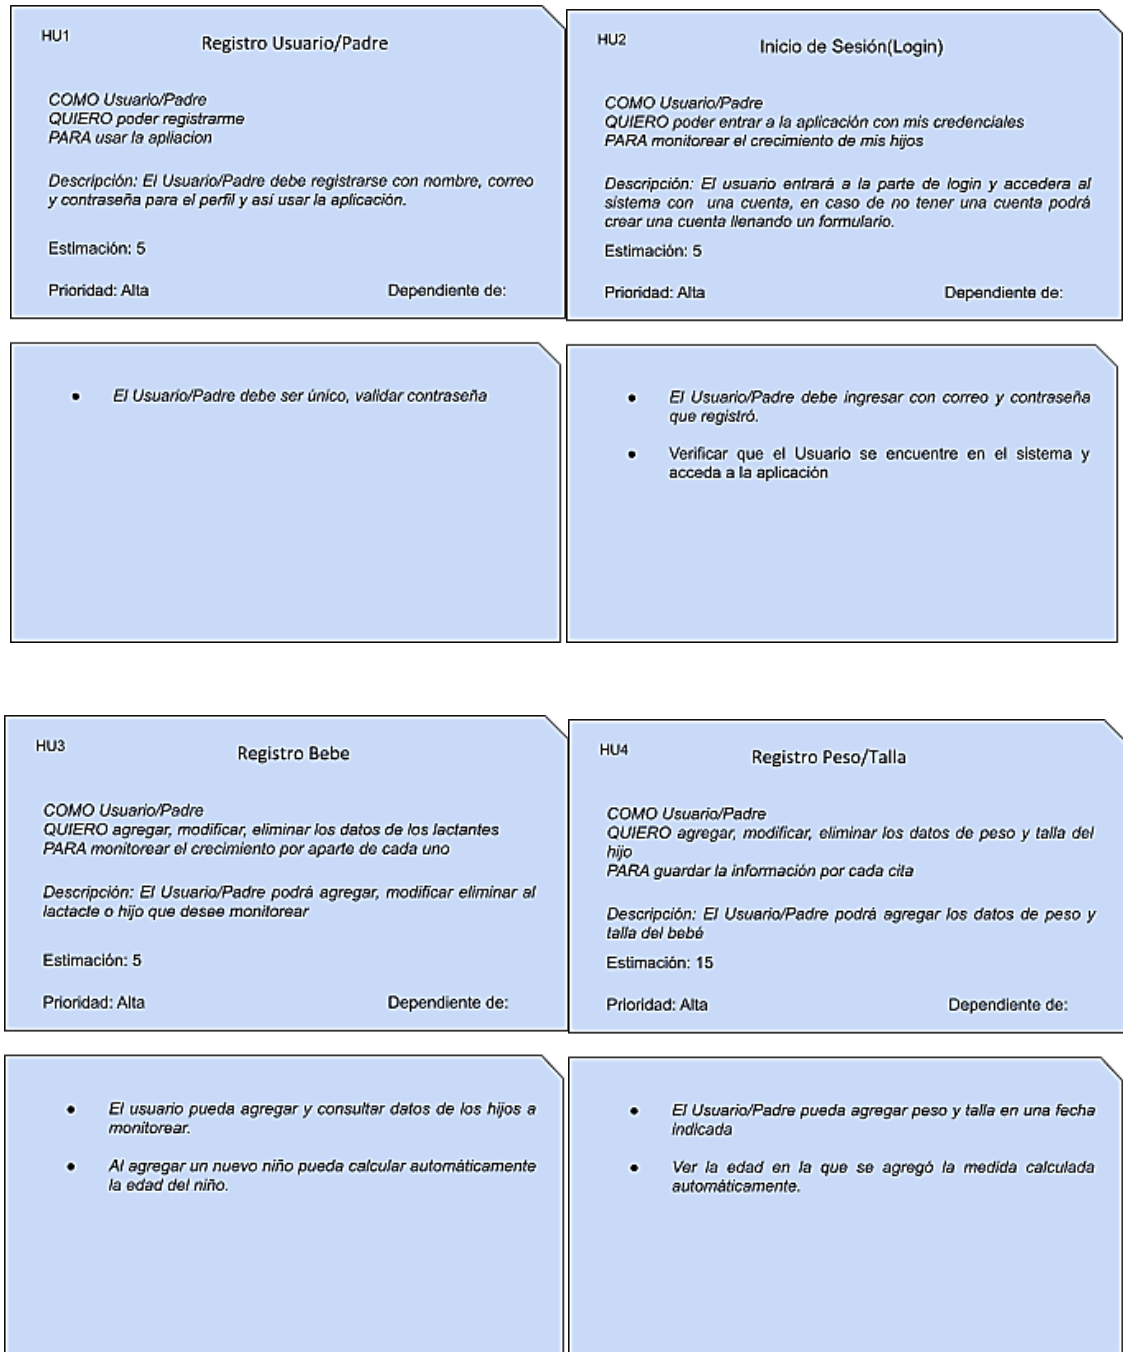 HU1
Registro Usuario/Padre
COMO Usuario/Padre
QUIERO poder registrarme
PARA usar la apliacion
Descripción: El Usuario/Padre debe registrarse con nombre, correo
y contraseña para el perfil y así usar la aplicación.
Estimación: 5
Prioridad: Alta
Dependiente de:
HU2
Inicio de Sesión(Login)
COMO Usuario/Padre
QUIERO poder entrar a la aplicación con mis credenciales
PARA monitorear el crecimiento de mis hijos
Descripción: El usuario entrará a la parte de login y accedera al
sistema con una cuenta, en caso de no tener una cuenta podrá
crear una cuenta llenando un formulario.
Estimación: 5
Prioridad: Alta
Dependiente de:
● El Usuario/Padre debe ser único, validar contraseña
● El Usuario/Padre debe ingresar con correo y contraseña
que registró.
● Verificar que el Usuario se encuentre en el sistema y
acceda a la aplicación
HU3
Registro Bebe
COMO Usuario/Padre
QUIERO agregar, modificar, eliminar los datos de los lactantes
PARA monitorear el crecimiento por aparte de cada uno
Descripción: El Usuario/Padre podrá agregar, modificar eliminar al
lactacte o hijo que desee monitorear
Estimación: 5
Prioridad: Alta
Dependiente de:
HU4
Registro Peso/Talla
COMO Usuario/Padre
QUIERO agregar, modificar, eliminar los datos de peso y talla del
hijo
PARA guardar la información por cada cita
Descripción: El Usuario/Padre podrá agregar los datos de peso y
talla del bebé
Estimación: 15
Prioridad: Alta
Dependiente de:
● El usuario pueda agregar y consultar datos de los hijos a
monitorear.
● Al agregar un nuevo niño pueda calcular automáticamente
la edad del niño.
● El Usuario/Padre pueda agregar peso y talla en una fecha
indicada
● Ver la edad en la que se agregó la medida calculada
automáticamente.